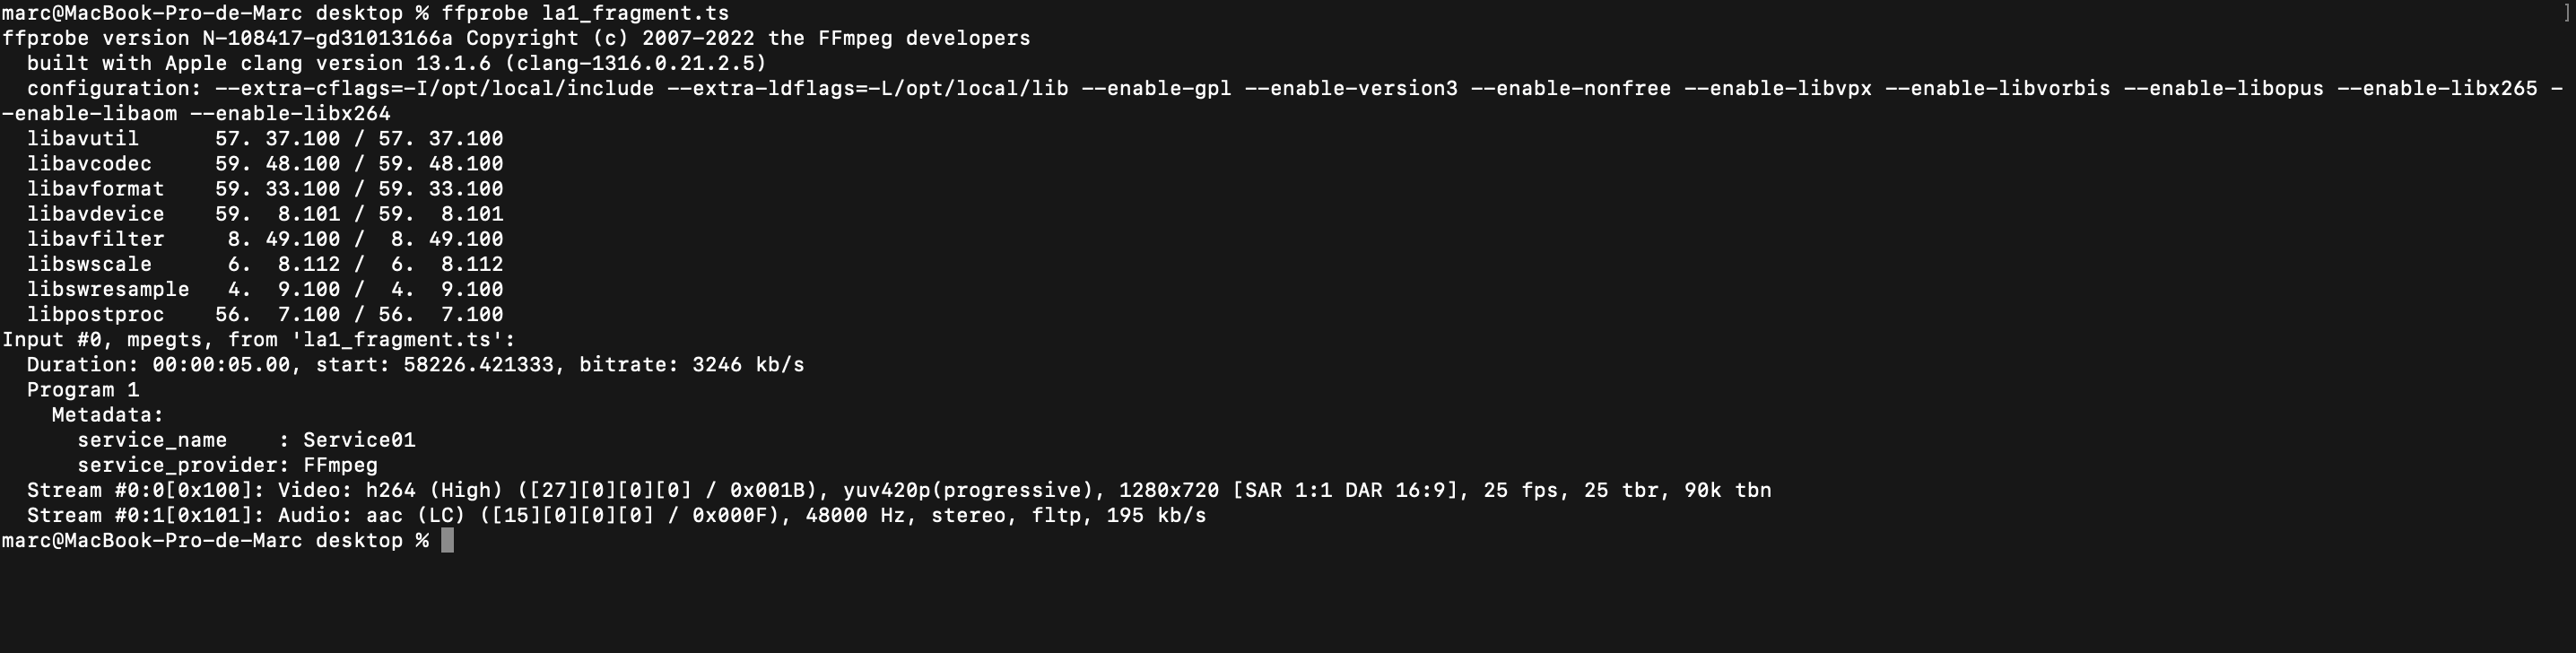 marc@MacBook-Pro-de-Marc desktop % ffprobe la1_fragment.ts ]
ffprobe version N-108417-gd31013166a Copyright (c) 2007-2022 the FFmpeg developers
  built with Apple clang version 13.1.6 (clang-1316.0.21.2.5)
  configuration: --extra-cflags=-I/opt/local/include --extra-ldflags=-L/opt/local/lib --enable-gpl --enable-version3 --enable-nonfree --enable-libvpx --enable-libvorbis --enable-libopus --enable-libx265 -
-enable-libaom --enable-libx264
  libavutil      57. 37.100 / 57. 37.100
  libavcodec     59. 48.100 / 59. 48.100
  libavformat    59. 33.100 / 59. 33.100
  libavdevice    59.  8.101 / 59.  8.101
  libavfilter     8. 49.100 /  8. 49.100
  libswscale      6.  8.112 /  6.  8.112
  libswresample   4.  9.100 /  4.  9.100
  libpostproc    56.  7.100 / 56.  7.100
Input #0, mpegts, from 'la1_fragment.ts':
  Duration: 00:00:05.00, start: 58226.421333, bitrate: 3246 kb/s
  Program 1
    Metadata:
      service_name    : Service01
      service_provider: FFmpeg
  Stream #0:0[0x100]: Video: h264 (High) ([27][0][0][0] / 0x001B), yuv420p(progressive), 1280x720 [SAR 1:1 DAR 16:9], 25 fps, 25 tbr, 90k tbn
  Stream #0:1[0x101]: Audio: aac (LC) ([15][0][0][0] / 0x000F), 48000 Hz, stereo, fltp, 195 kb/s
marc@MacBook-Pro-de-Marc desktop %